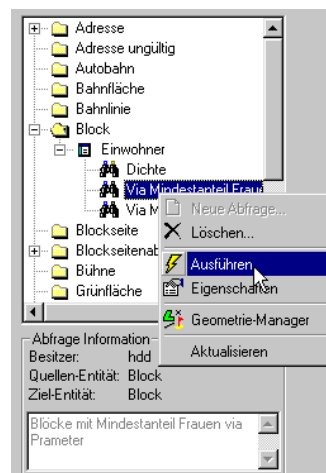 Adresse
Adresse ungültig
Autobahn
Bahnfläche
Bahnlinie
Block
Einwohner
Dichte
Via Mindestanteil Fraue
Via M
Neue Abfrage...
Löschen...
Blockseite
Blockseitenab
Ausführen
Bühne
Eigenschaften
Grünfläche
Geometrie-Manager
Aktualisieren
Abfrage Information
Besitzer: hdd
Quellen-Entität: Block
Ziel-Entität: Block
Blöcke mit Mindestanteil Frauen via
Prameter